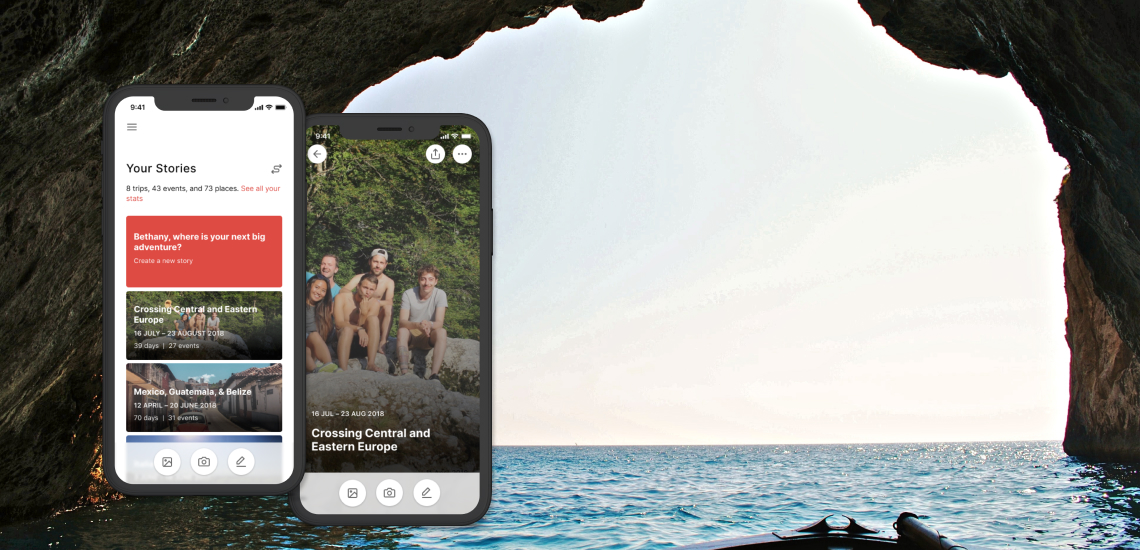 9:41
Your Stories
8 trips, 43 events, and 73 places. See all your
stats
Bethany, where is your next big
adventure?
Create a new story
Crossing Central and Eastern
Europe
16 JULY – 23 AUGUST 2018
39 days | 27 events
Mexico, Guatemala, & Belize
12 APRIL – 20 JUNE 2018
70 days | 31 events
9:41
16 JUL – 23 AUG 2018
Crossing Central and
Eastern Europe